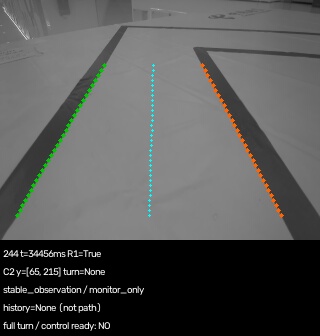 244 t=34456ms R1=True
C2 y=[65, 215] turn=None
stable_observation / monitor_only
history=None (not path)
full turn / control ready: NO